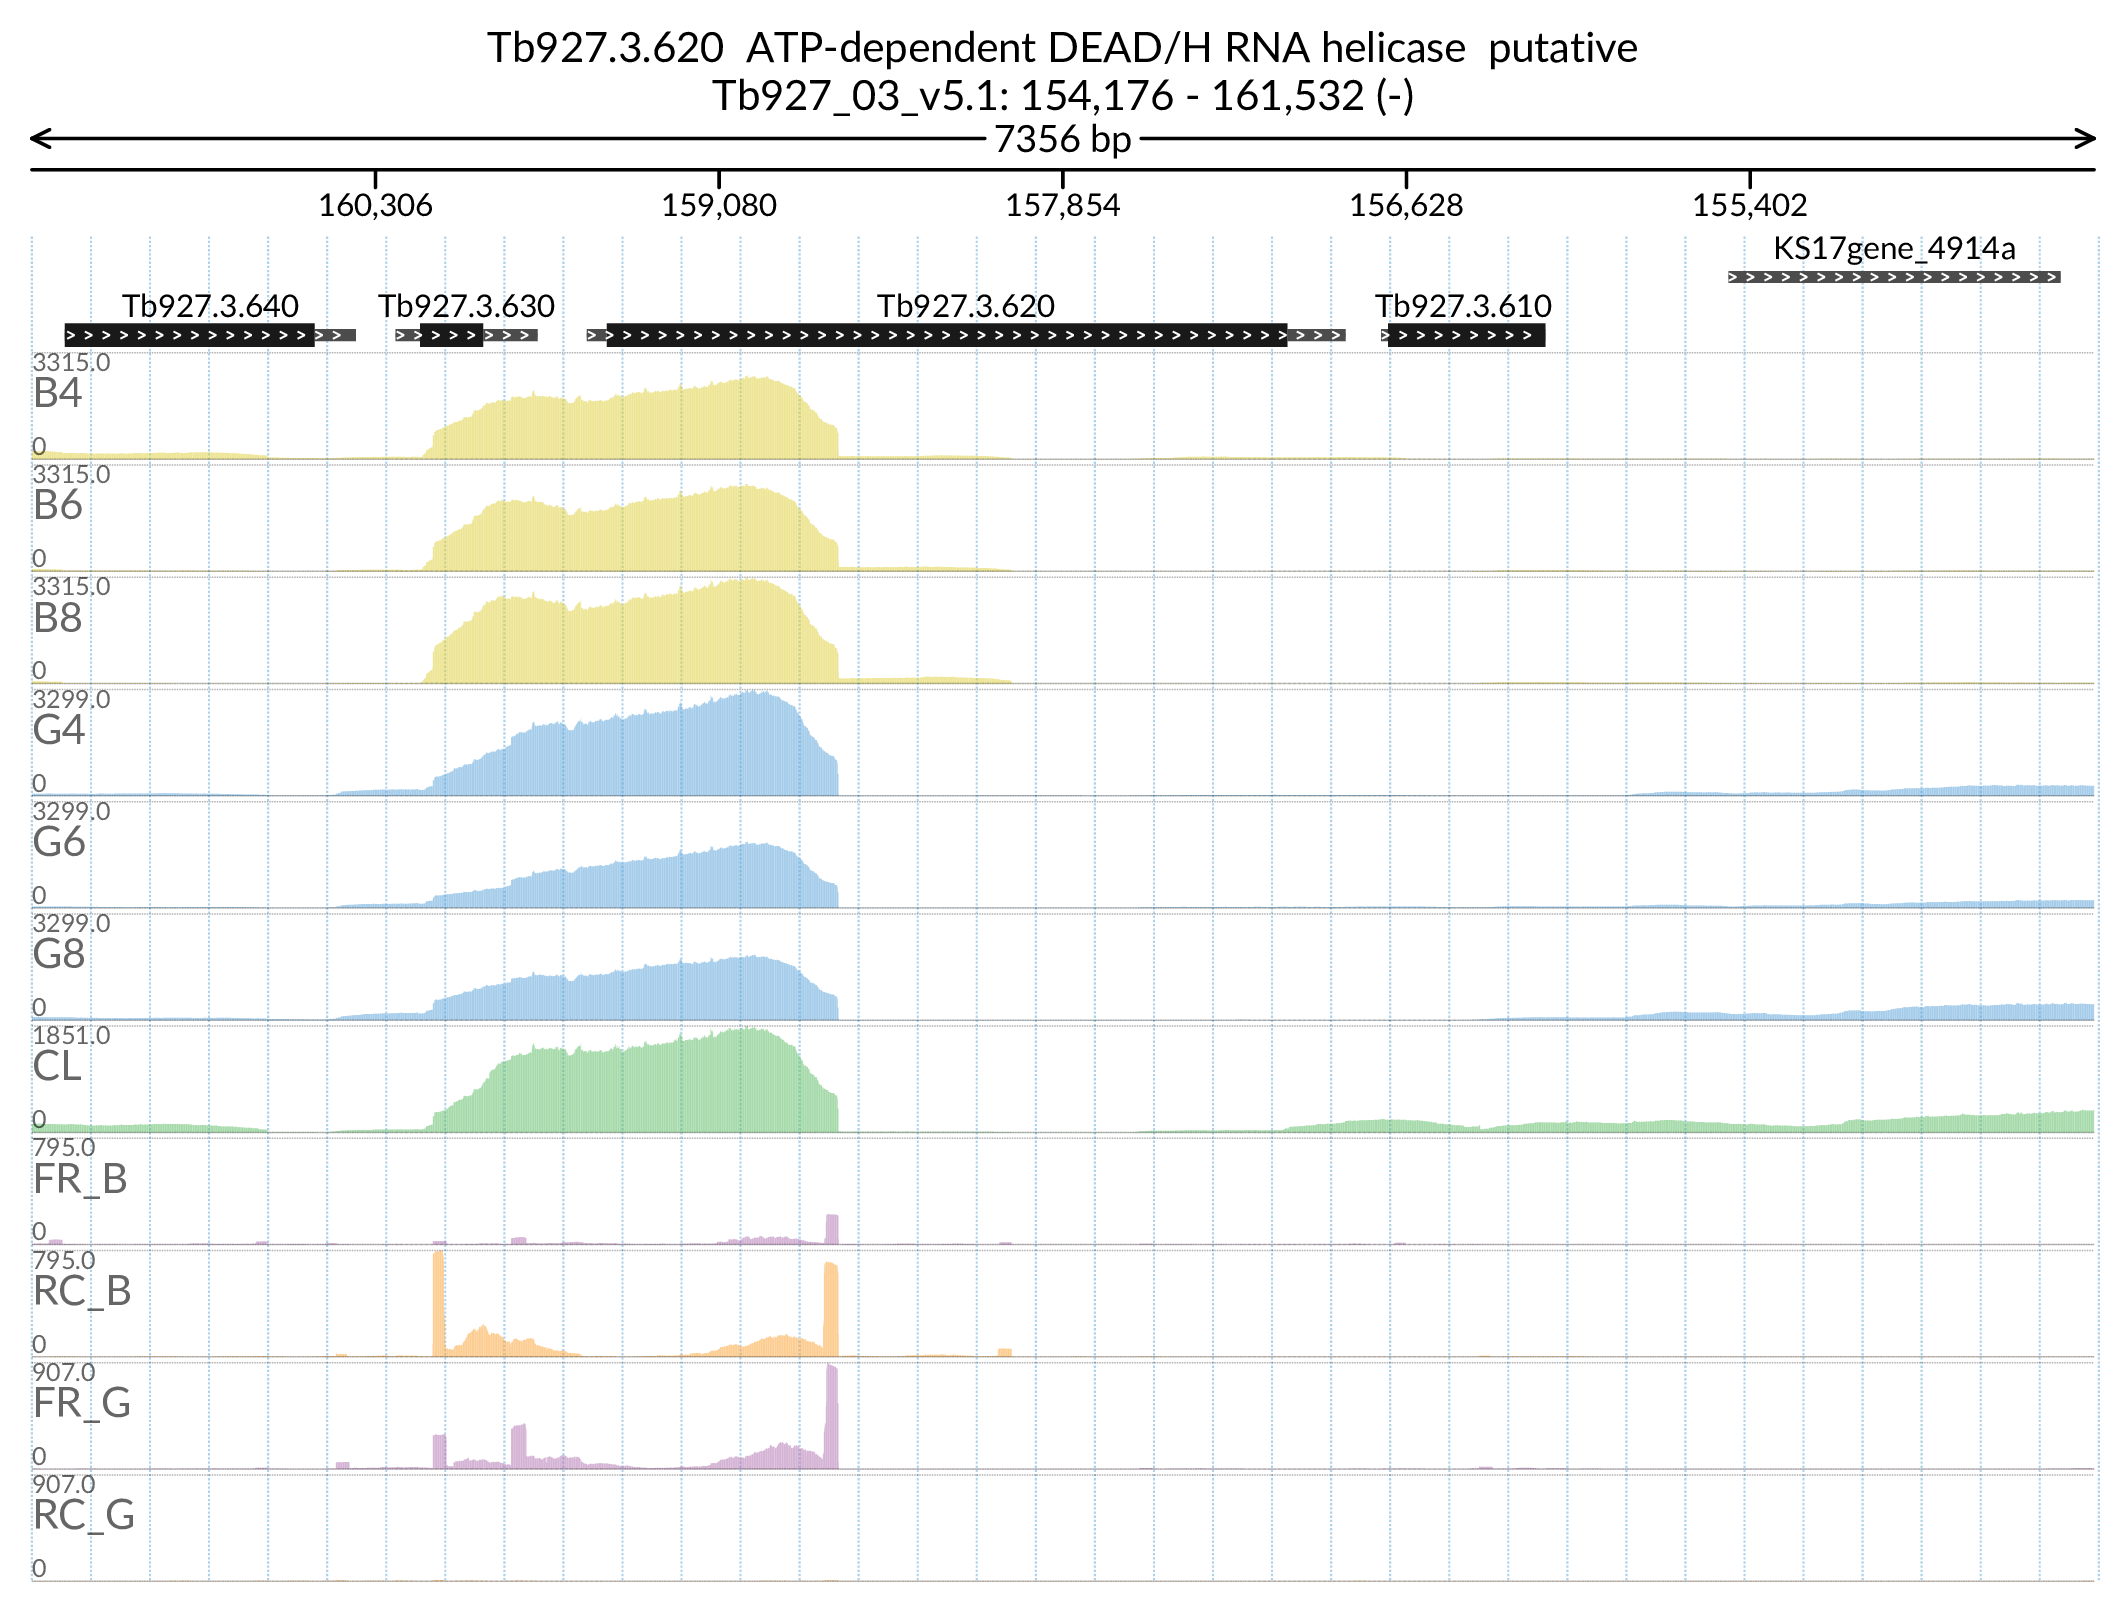 Tb927.3.620  ATP-dependent DEAD/H RNA helicase  putative
Tb927_03_v5.1: 154,176 - 161,532 (-)
7356 bp
160,306 159,080 157,854 156,628 155,402
KS17gene_4914a
Tb927.3.640 Tb927.3.630 Tb927.3.620 Tb927.3.610
3315.0
B4
0
3315.0
B6
0
3315.0
B8
0
3299.0
G4
0
3299.0
G6
0
3299.0
G8
0
1851.0
CL
0
795.0
FR_B
0
795.0
RC_B
0
907.0
FR_G
0
907.0
RC_G
0